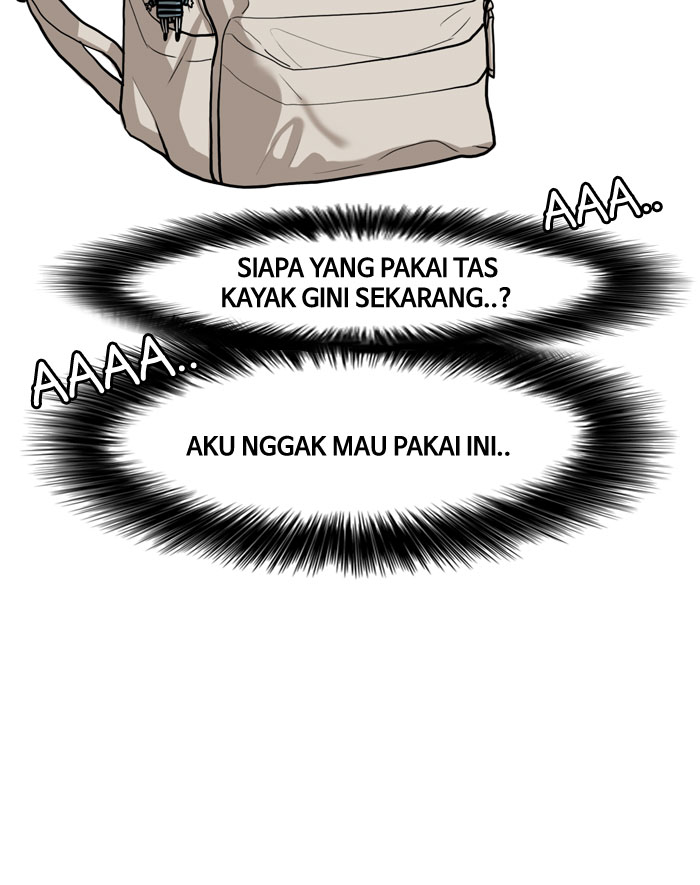 AAA..
SIAPA YANG PAKAI TAS
KAYAK GINI SEKARANG..?
AAAA..
AKU NGGAK MAU PAKAI INI..